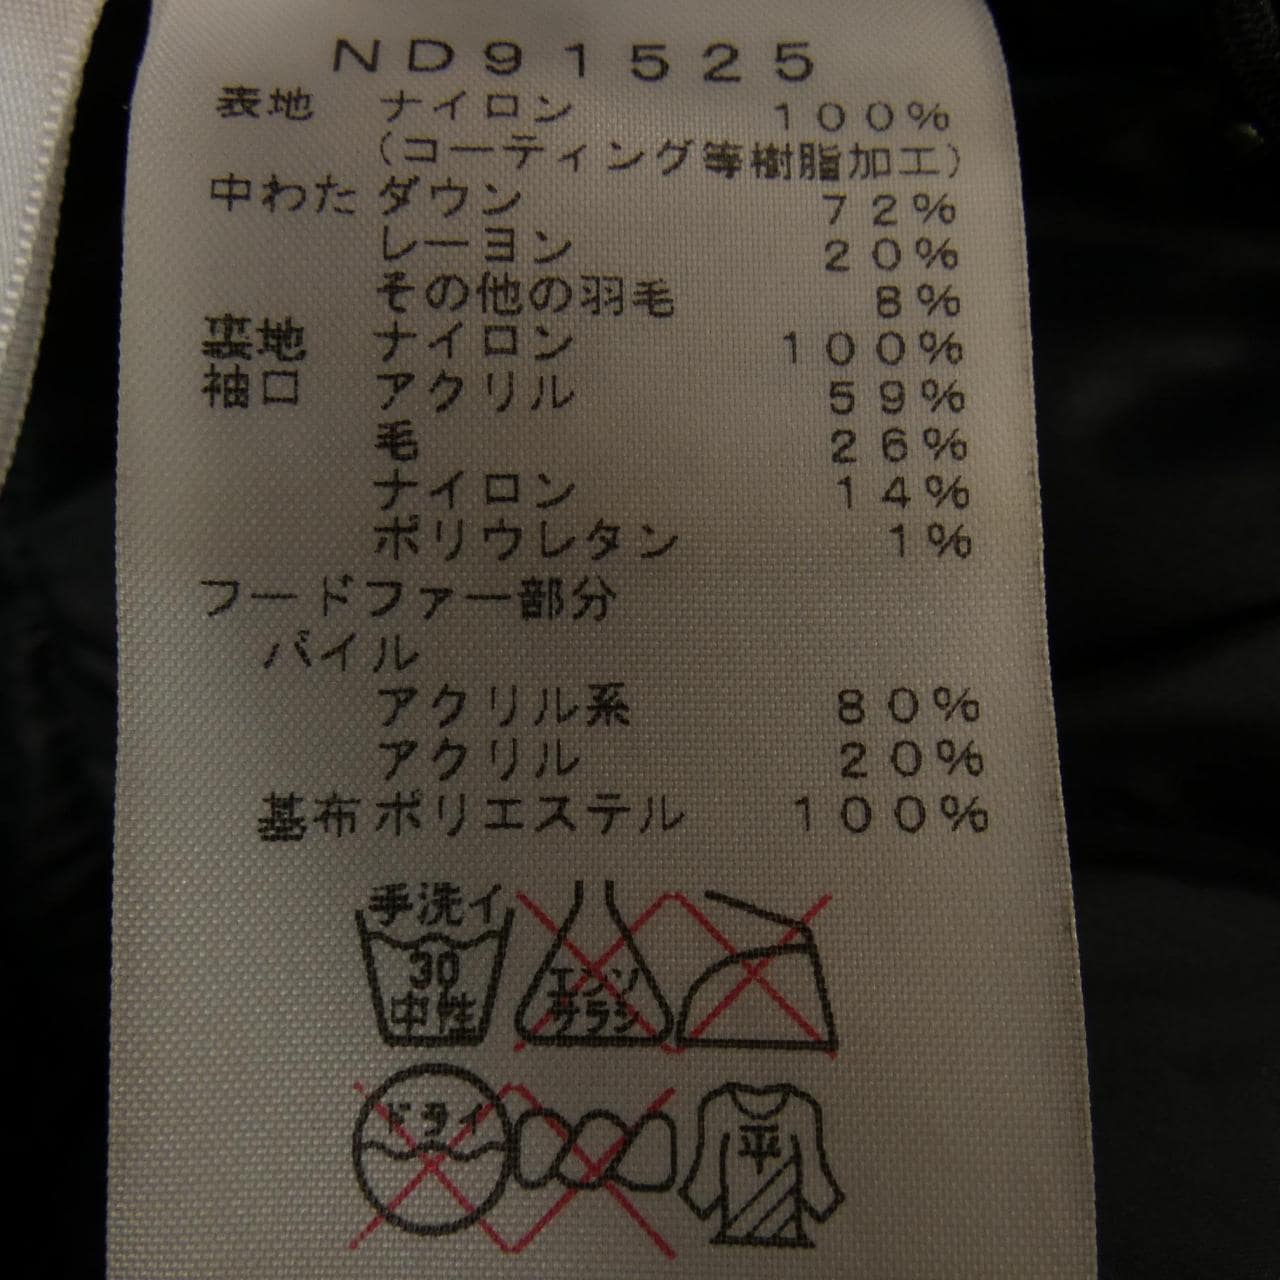 ND91525
表地 ナイロン 100%
(コーティング等樹脂加工)
中わた ダウン 72%
レーヨン 20%
その他の羽毛 8%
裏地 ナイロン 100%
袖口 アクリル 59%
毛 26%
ナイロン 14%
ポリウレタン 1%
フードファー部分
パイル
アクリル系 80%
アクリル 20%
基布 ポリエステル 100%
手洗イ
30
中性
エンソ
サラシ
ドライ
平